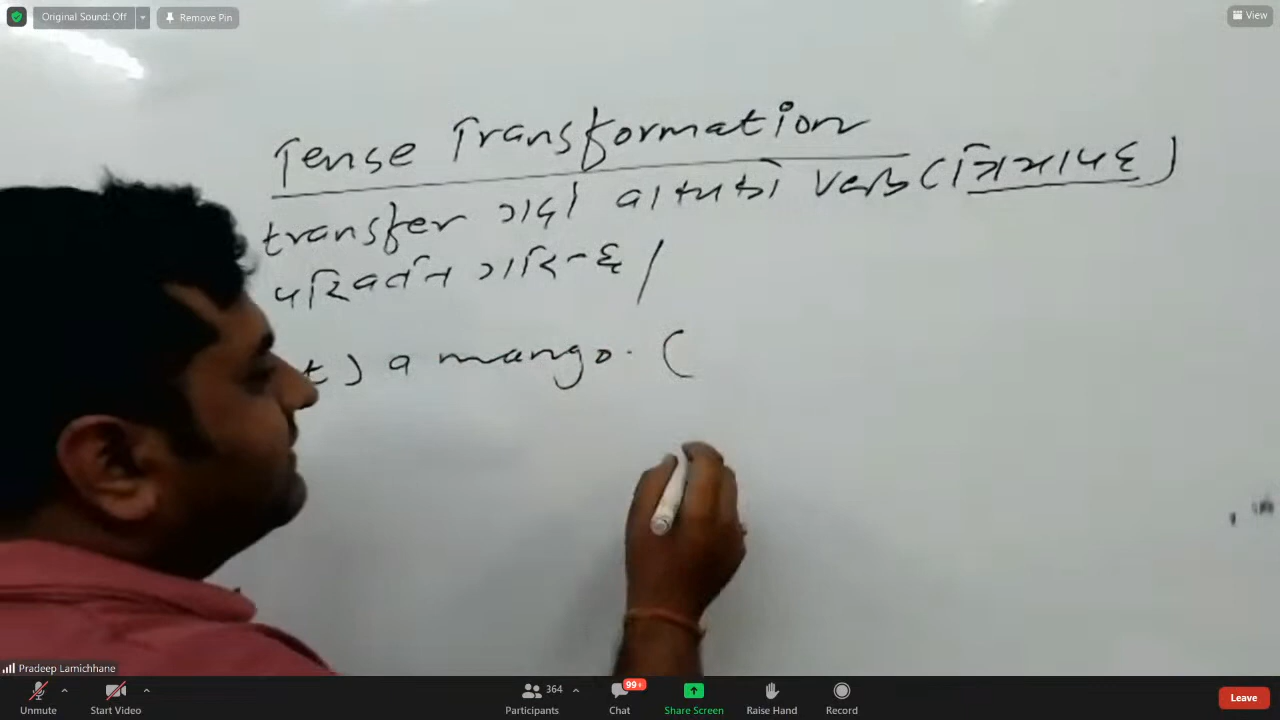 Original Sound: Off
Remove Pin
View
Tense Transformation
transfer गर्दा वाक्यको verb (क्रियापद)
परिवर्तन गरिन्छ /
t) a mango. (
Pradeep Lamichhane
Unmute
Start Video
364
Participants
99+
Chat
Share Screen
Raise Hand
Record
Leave